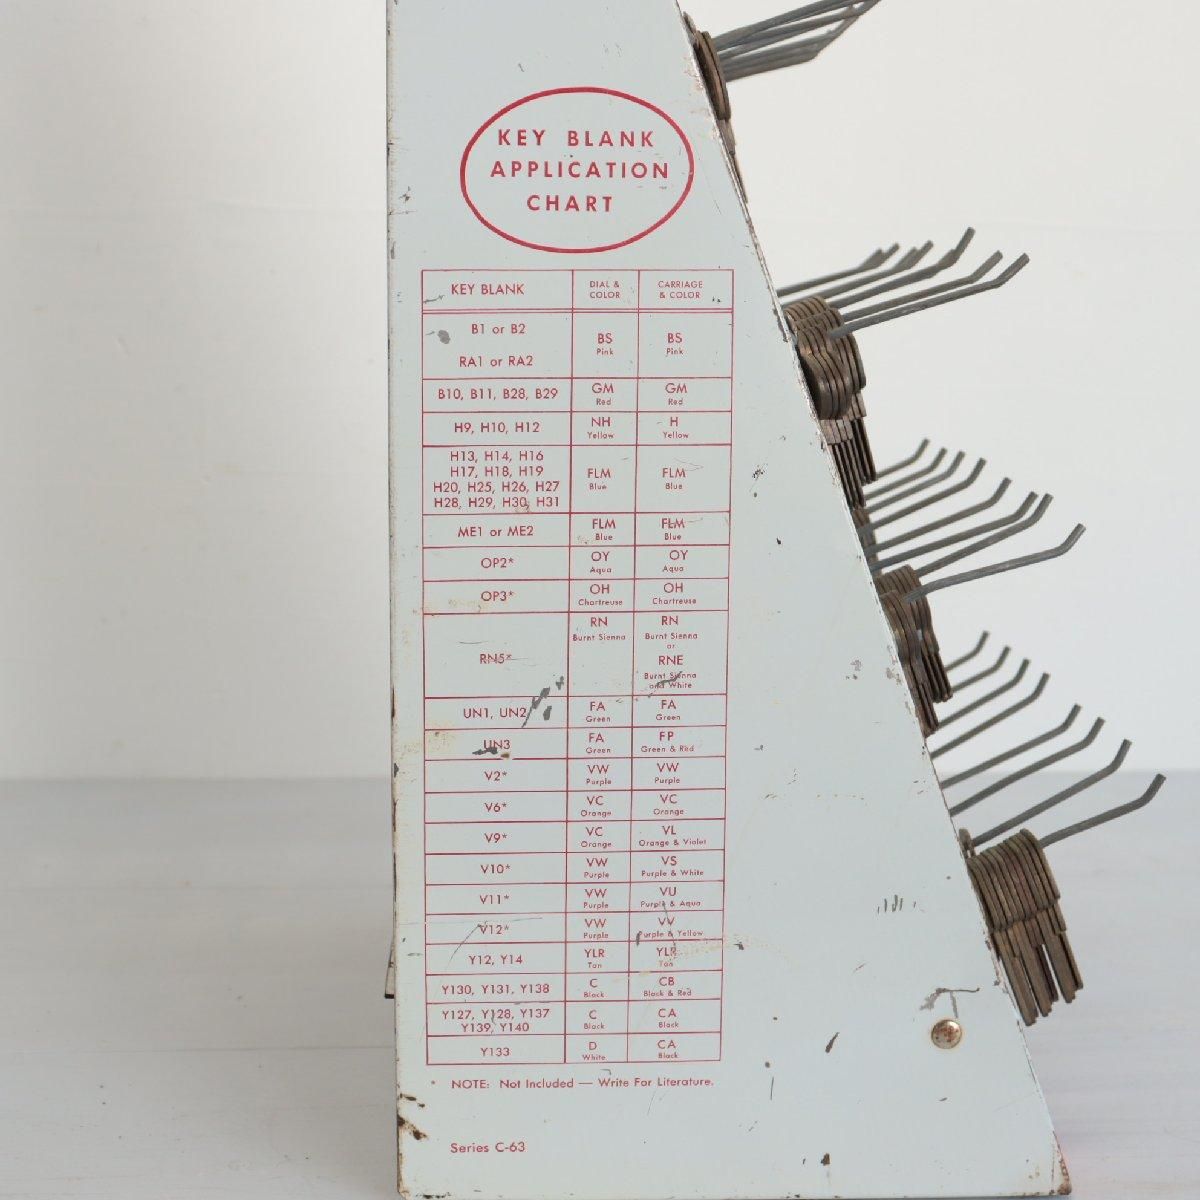 KEY BLANK
APPLICATION
CHART
KEY BLANK
DIAL &
COLOR
CARRIAGE
& COLOR
B1 or B2
RA1 or RA2
BS
Pink
BS
Pink
B10, B11, B28, B29
GM
Red
GM
Red
H9, H10, H12
NH
Yellow
H
Yellow
H13, H14, H16
H17, H18, H19
H20, H25, H26, H27
H28, H29, H30, H31
FLM
Blue
FLM
Blue
ME1 or ME2
FLM
Blue
FLM
Blue
OP2*
OY
Aqua
OY
Aqua
OP3*
OH
Chartreuse
OH
Chartreuse
RN5*
RN
Burnt Sienna
RN
Burnt Sienna
or
RNE
Burnt Sienna
and White
UN1, UN2
FA
Green
FA
Green
UN3
FA
Green
FP
Green & Red
V2*
VW
Purple
VW
Purple
V6*
VC
Orange
VC
Orange
V9*
VC
Orange
VL
Orange & Violet
V10*
VW
Purple
VS
Purple & White
V11*
VW
Purple
VU
Purple & Aqua
V12*
VW
Purple
VV
Purple & Yellow
Y12, Y14
YLR
Tan
YLR
Tan
Y130, Y131, Y138
C
Black
CB
Black & Red
Y127, Y128, Y137
Y139, Y140
C
Black
CA
Black
Y133
D
White
CA
Black
* NOTE: Not Included — Write For Literature.
Series C-63